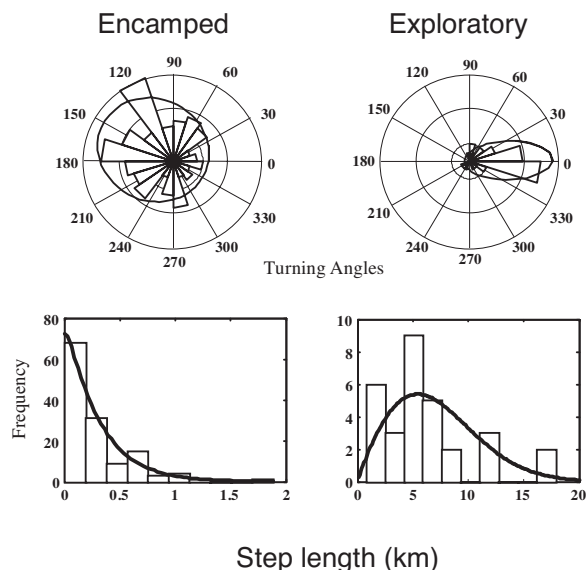 Encamped Exploratory
90 90
120 60 120 60
150 30 150 30
180 0 180 0
210 330 210 330
240 300 240 300
270 270
Turning Angles
80 10
60 8
6
40
4
20
2
0 0
0 0.5 1 1.5 2 0 5 10 15 20
Frequency
Step length (km)